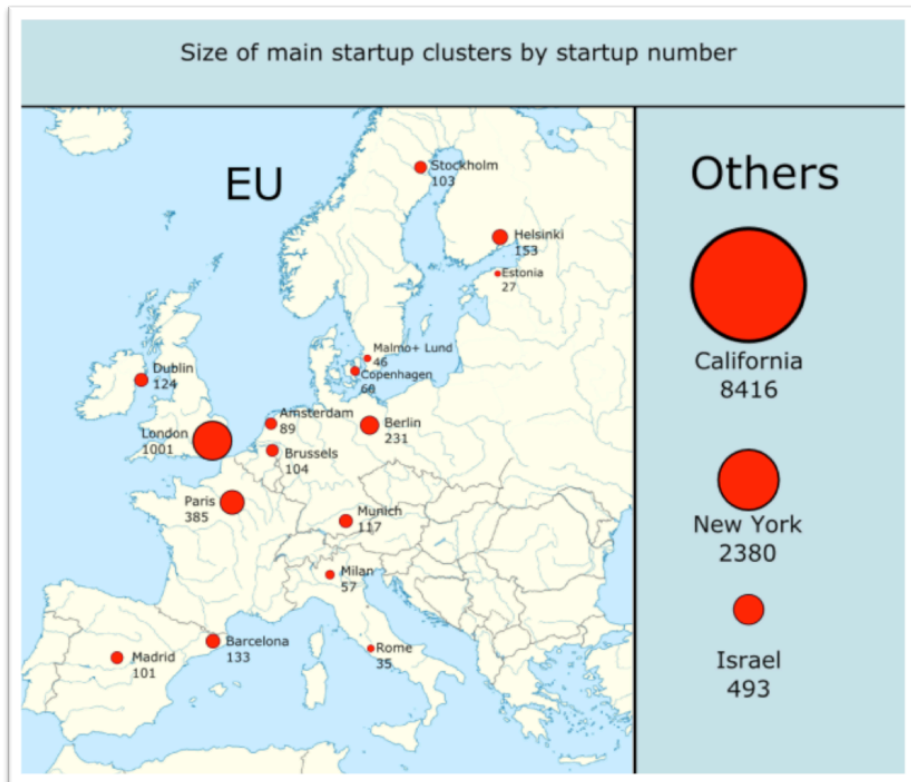 Size of main startup clusters by startup number
EU
Others
Stockholm
103
Helsinki
153
Estonia
27
Malmo+ Lund
46
Copenhagen
66
Dublin
124
Amsterdam
89
Berlin
231
London
1001
Brussels
104
Paris
385
Munich
117
Milan
57
Barcelona
133
Rome
35
Madrid
101
California
8416
New York
2380
Israel
493